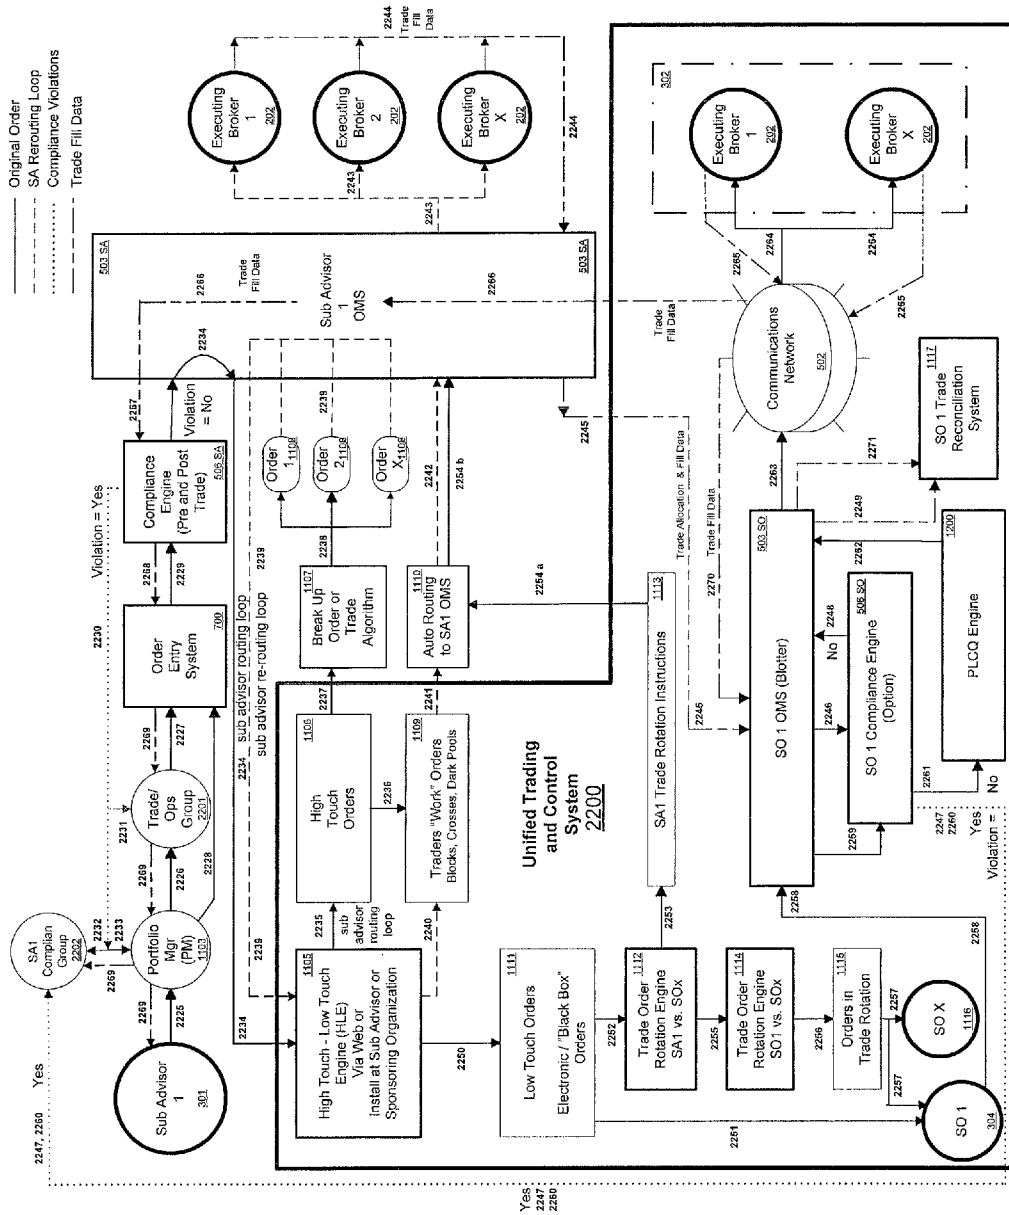 Original Order
SA Rerouting Loop
Compliance Violations
Trade Fill Data
2247, 2260
Yes
SA1
Complian
Group
2202
2232
2233
2269
Violation = Yes
2230
2231
Sub Advisor
1
301
2269
2225
Portfolio
Mgr
(PM)
1103
2269
2226
2228
Trade/
Ops
Group
2201
2269
2227
Order
Entry
System
700
2268
2229
Compliance
Engine
(Pre and Post
Trade)
506 SA
2267
Violation
= No
2234
2266
Trade
Fill Data
503 SA
Sub Advisor
1
OMS
503 SA
2266
2243
2243
2243
Executing
Broker
1
202
Executing
Broker
2
202
Executing
Broker
X
202
2244
Trade
Fill
Data
2244
2234
2239
2234 sub advisor routing loop
2239 sub advisor re-routing loop
2239
High Touch - Low Touch
Engine (HLE)
Via Web or
Install at Sub Advisor or
Sponsoring Organization
1105
2235
sub
advisor
routing
loop
2240
High
Touch
Orders
1106
2236
2237
Traders "Work" Orders
Blocks, Crosses, Dark Pools
1109
2241
Break Up
Order or
Trade
Algorithm
1107
2238
Auto Routing
to SA1 OMS
1110
2242
2254 b
Order
1
1108
Order
2
1108
Order
X
1108
2239
2245
2254 a
2250
Low Touch Orders
Electronic / "Black Box"
Orders
1111
2251
2252
Trade Order
Rotation Engine
SA1 vs. SOx
1112
2253
SA1 Trade Rotation Instructions
1113
2255
Trade Order
Rotation Engine
SO1 vs. SOx
1114
2256
Orders in
Trade Rotation
1115
2257
2257
SO X
1116
SO 1
304
2258
2258
Unified Trading
and Control
System
2200
2245
Trade Allocation & Fill Data
2270
Trade Fill Data
Trade
Fill Data
SO 1 OMS (Blotter)
503 SO
2259
2246
No
2248
SO 1 Compliance Engine
(Option)
506 SO
2261
No
2247
2260
Yes
Violation =
PLCQ Engine
1200
2262
2249
2271
2263
SO 1 Trade
Reconciliation
System
1117
Communications
Network
502
2265
2264
2264
2265
302
Executing
Broker
1
202
Executing
Broker
X
202
Yes
2247
2260